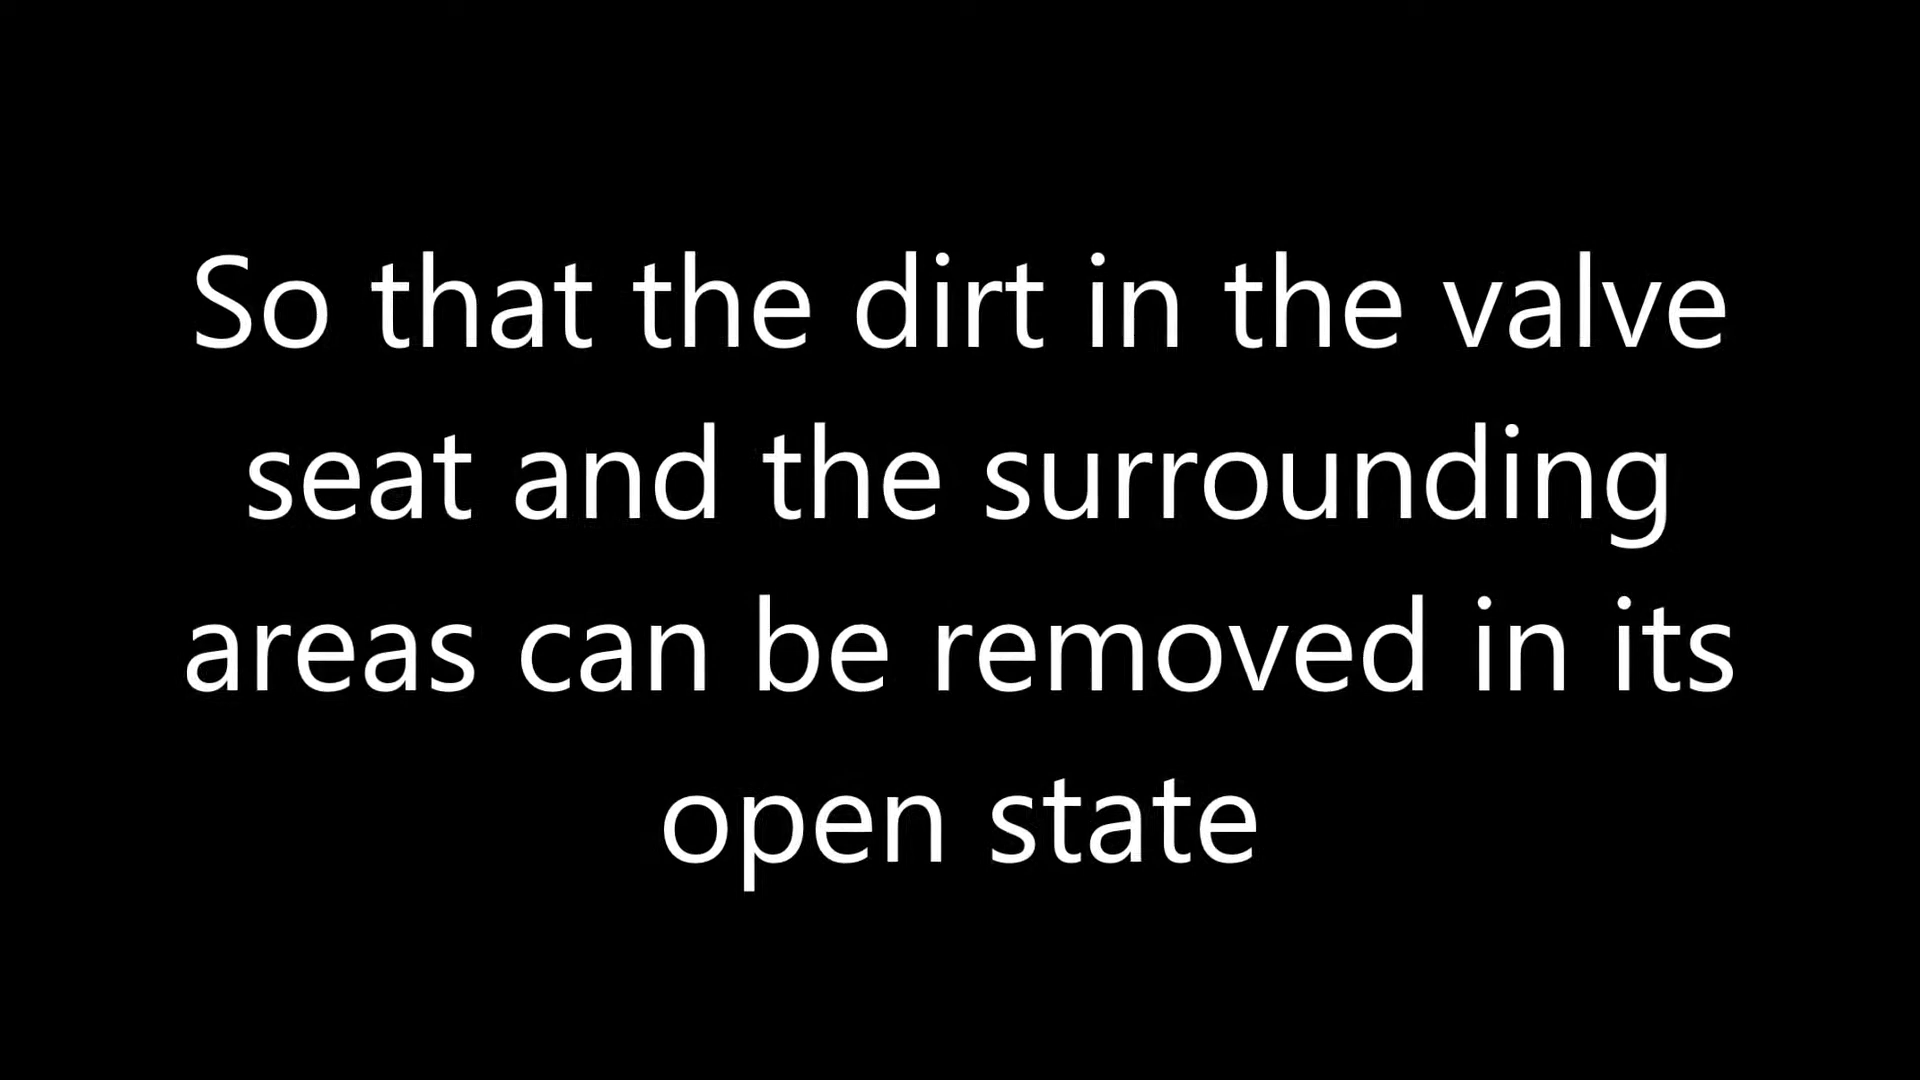 So that the dirt in the valve
seat and the surrounding
areas can be removed in its
open state